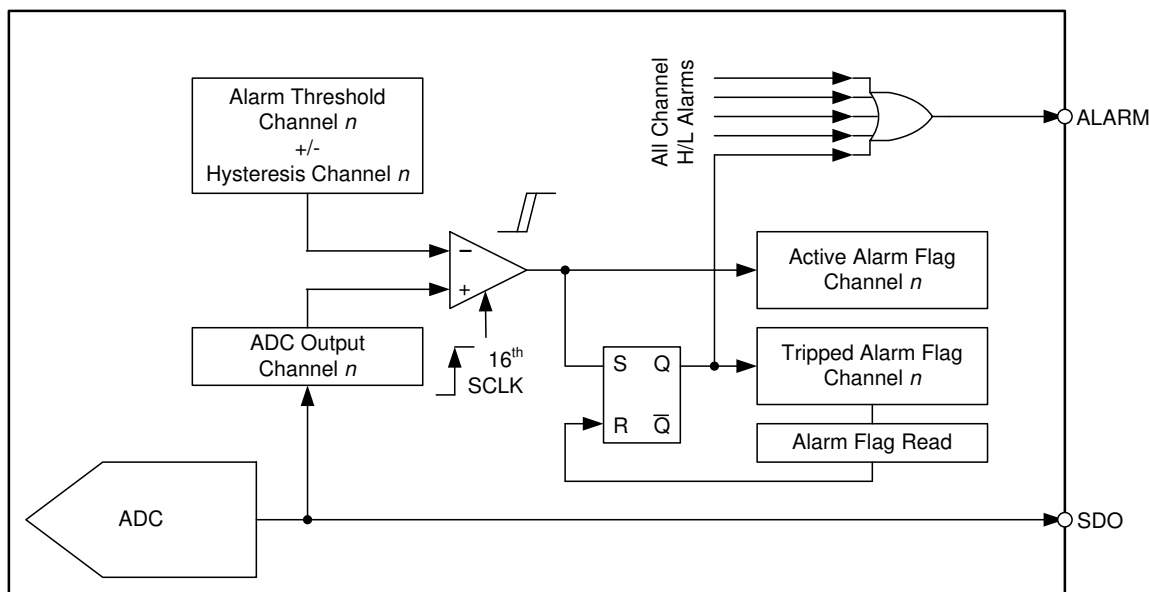 Alarm Threshold
Channel n
+/-
Hysteresis Channel n
All Channel
H/L Alarms
ALARM
−
+
16th
SCLK
Active Alarm Flag
Channel n
ADC Output
Channel n
S Q
R Q̅
Tripped Alarm Flag
Channel n
Alarm Flag Read
ADC
SDO